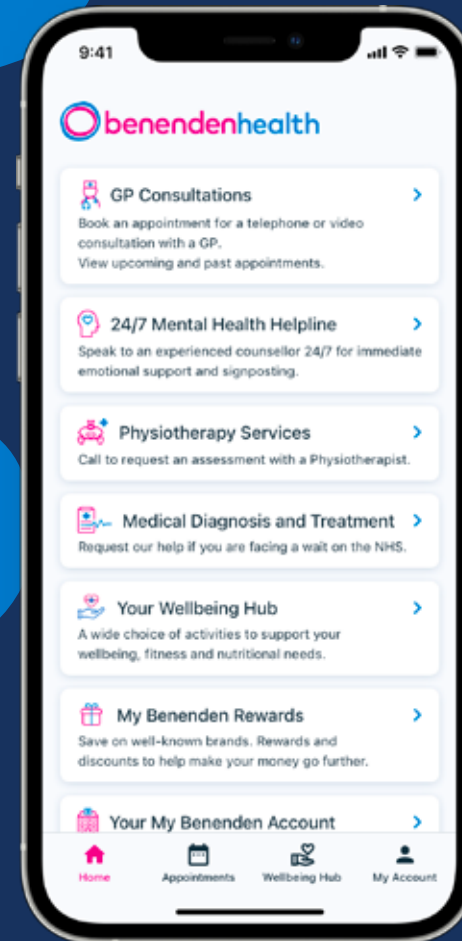 9:41
benendenhealth
GP Consultations
Book an appointment for a telephone or video
consultation with a GP.
View upcoming and past appointments.
24/7 Mental Health Helpline
Speak to an experienced counsellor 24/7 for immediate
emotional support and signposting.
Physiotherapy Services
Call to request an assessment with a Physiotherapist.
Medical Diagnosis and Treatment
Request our help if you are facing a wait on the NHS.
Your Wellbeing Hub
A wide choice of activities to support your
wellbeing, fitness and nutritional needs.
My Benenden Rewards
Save on well-known brands. Rewards and
discounts to help make your money go further.
Your My Benenden Account
Home
Appointments
Wellbeing Hub
My Account